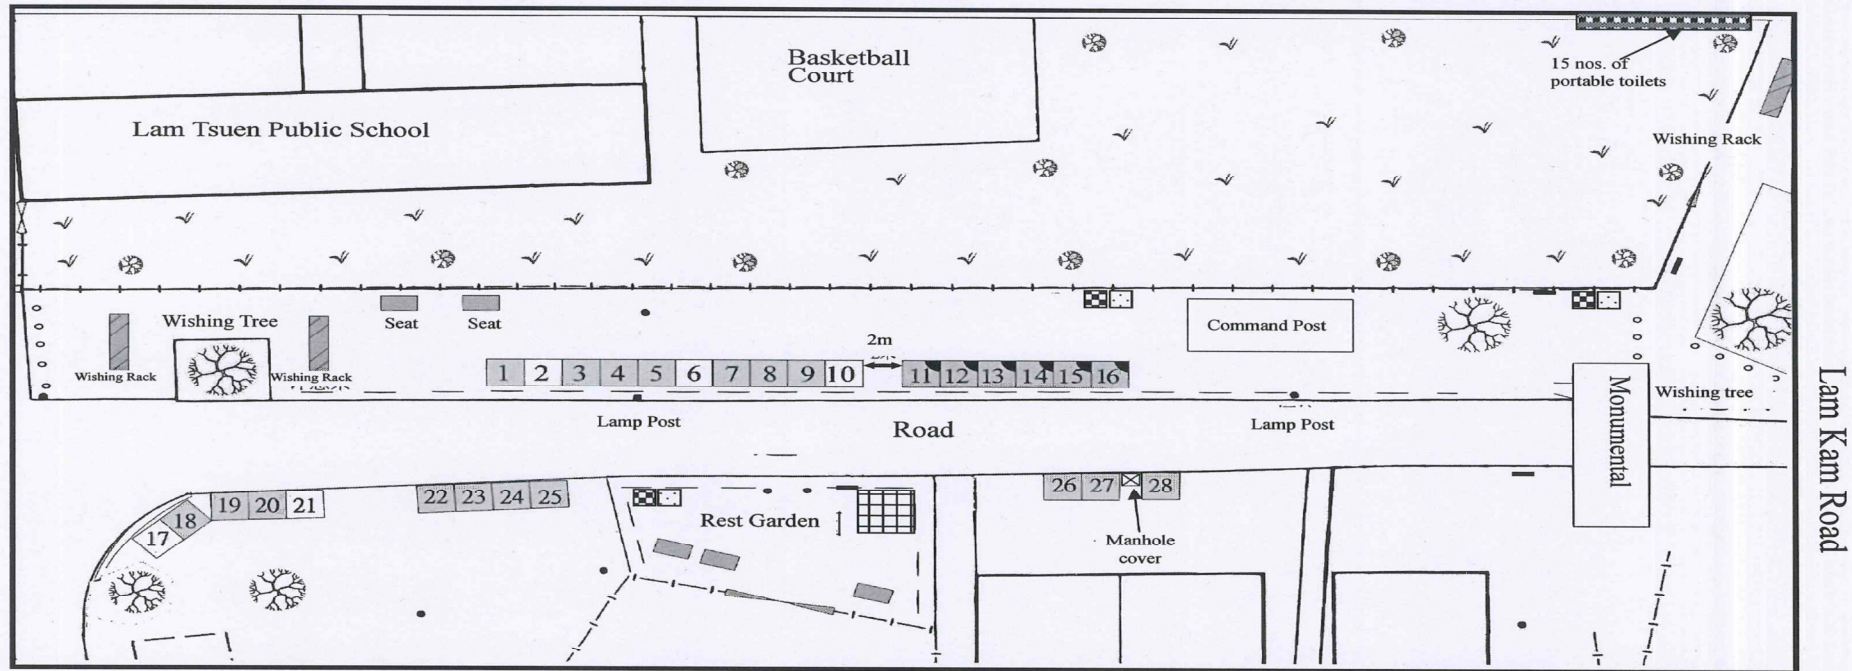 Basketball
Court
15 nos. of
portable toilets
Lam Tsuen Public School
Wishing Rack
Wishing Tree
Seat
Seat
Command Post
2m
Wishing Rack
Wishing Rack
1 2 3 4 5 6 7 8 9 10 11 12 13 14 15 16
Monumental
Wishing tree
Lam Kam Road
Lamp Post
Road
Lamp Post
17 18 19 20 21 22 23 24 25 26 27 28
Rest Garden
Manhole
cover